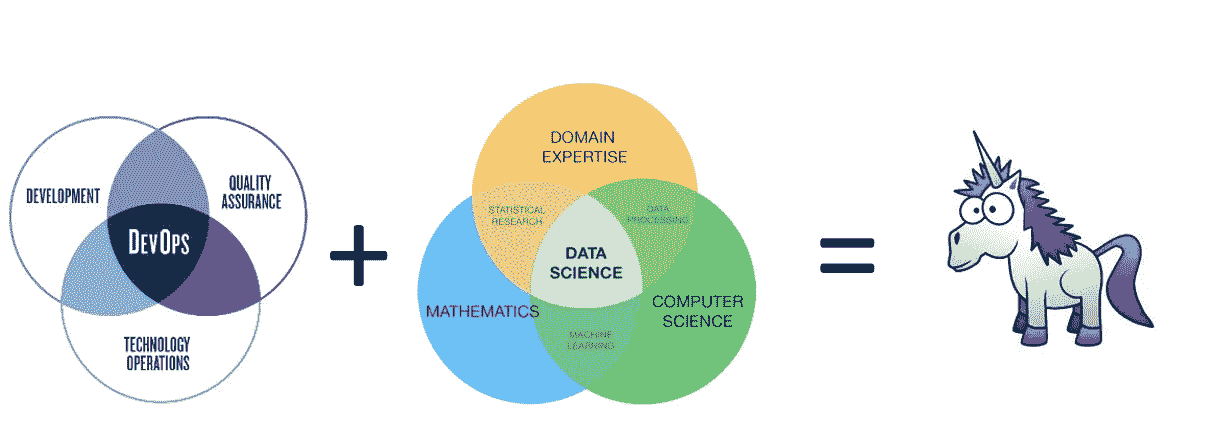 DEVELOPMENT
QUALITY
ASSURANCE
DEVOPS
TECHNOLOGY
OPERATIONS
+
DOMAIN
EXPERTISE
STATISTICAL
RESEARCH
DATA
PROCESSING
DATA
SCIENCE
MATHEMATICS
COMPUTER
SCIENCE
MACHINE
LEARNING
=